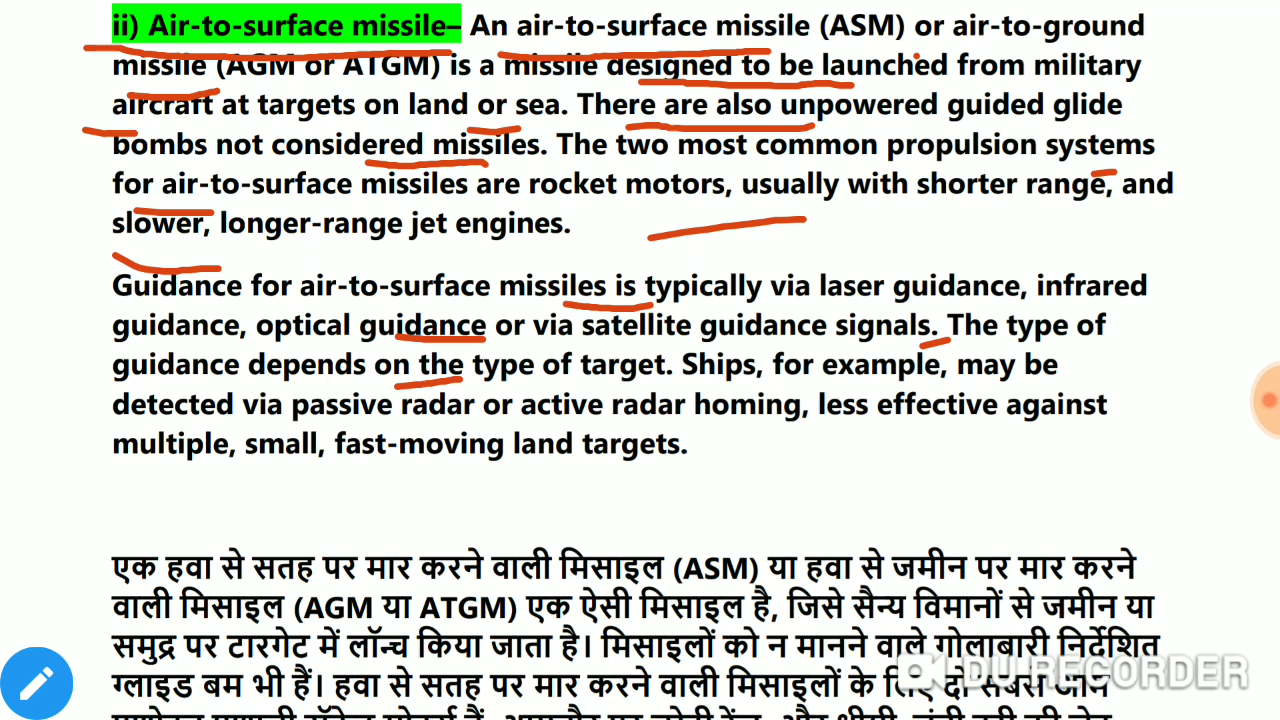 ii) Air-to-surface missile– An air-to-surface missile (ASM) or air-to-ground
missile (AGM or ATGM) is a missile designed to be launched from military
aircraft at targets on land or sea. There are also unpowered guided glide
bombs not considered missiles. The two most common propulsion systems
for air-to-surface missiles are rocket motors, usually with shorter range, and
slower, longer-range jet engines.
Guidance for air-to-surface missiles is typically via laser guidance, infrared
guidance, optical guidance or via satellite guidance signals. The type of
guidance depends on the type of target. Ships, for example, may be
detected via passive radar or active radar homing, less effective against
multiple, small, fast-moving land targets.
एक हवा से सतह पर मार करने वाली मिसाइल (ASM) या हवा से जमीन पर मार करने
वाली मिसाइल (AGM या ATGM) एक ऐसी मिसाइल है, जिसे सैन्य विमानों से जमीन या
समुद्र पर टारगेट में लॉन्च किया जाता है। मिसाइलों को न मानने वाले गोलाबारी निर्देशित
ग्लाइड बम भी हैं। हवा से सतह पर मार करने वाली मिसाइलों के लिए दो सबसे आम
DU RECORDER